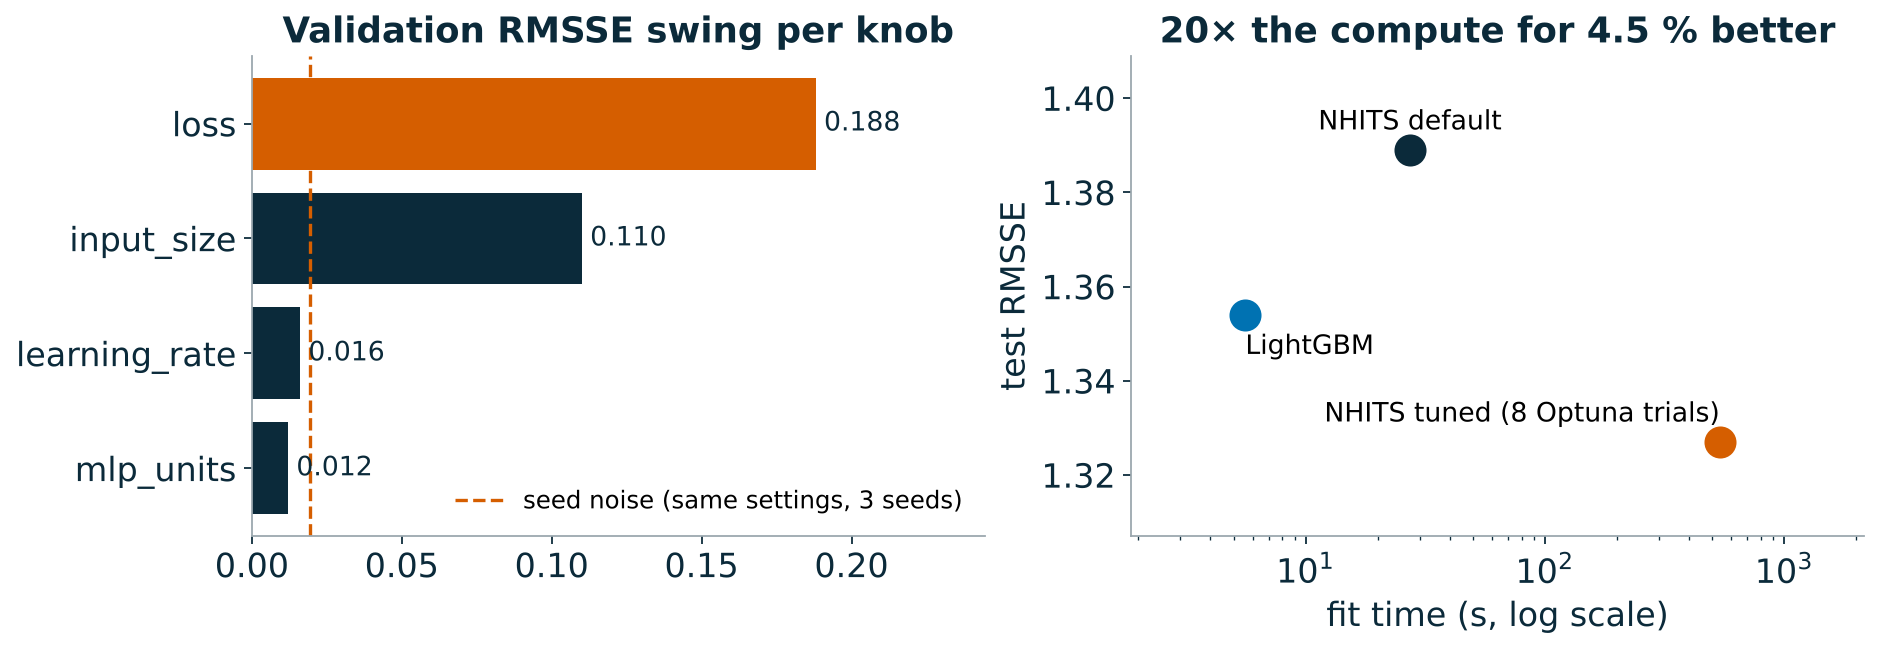 Validation RMSSE swing per knob
loss
0.188
input_size
0.110
learning_rate
0.016
mlp_units
0.012
seed noise (same settings, 3 seeds)
0.00 0.05 0.10 0.15 0.20
20× the compute for 4.5 % better
test RMSSE
1.40
1.38
1.36
1.34
1.32
NHITS default
LightGBM
NHITS tuned (8 Optuna trials)
10¹ 10² 10³
fit time (s, log scale)